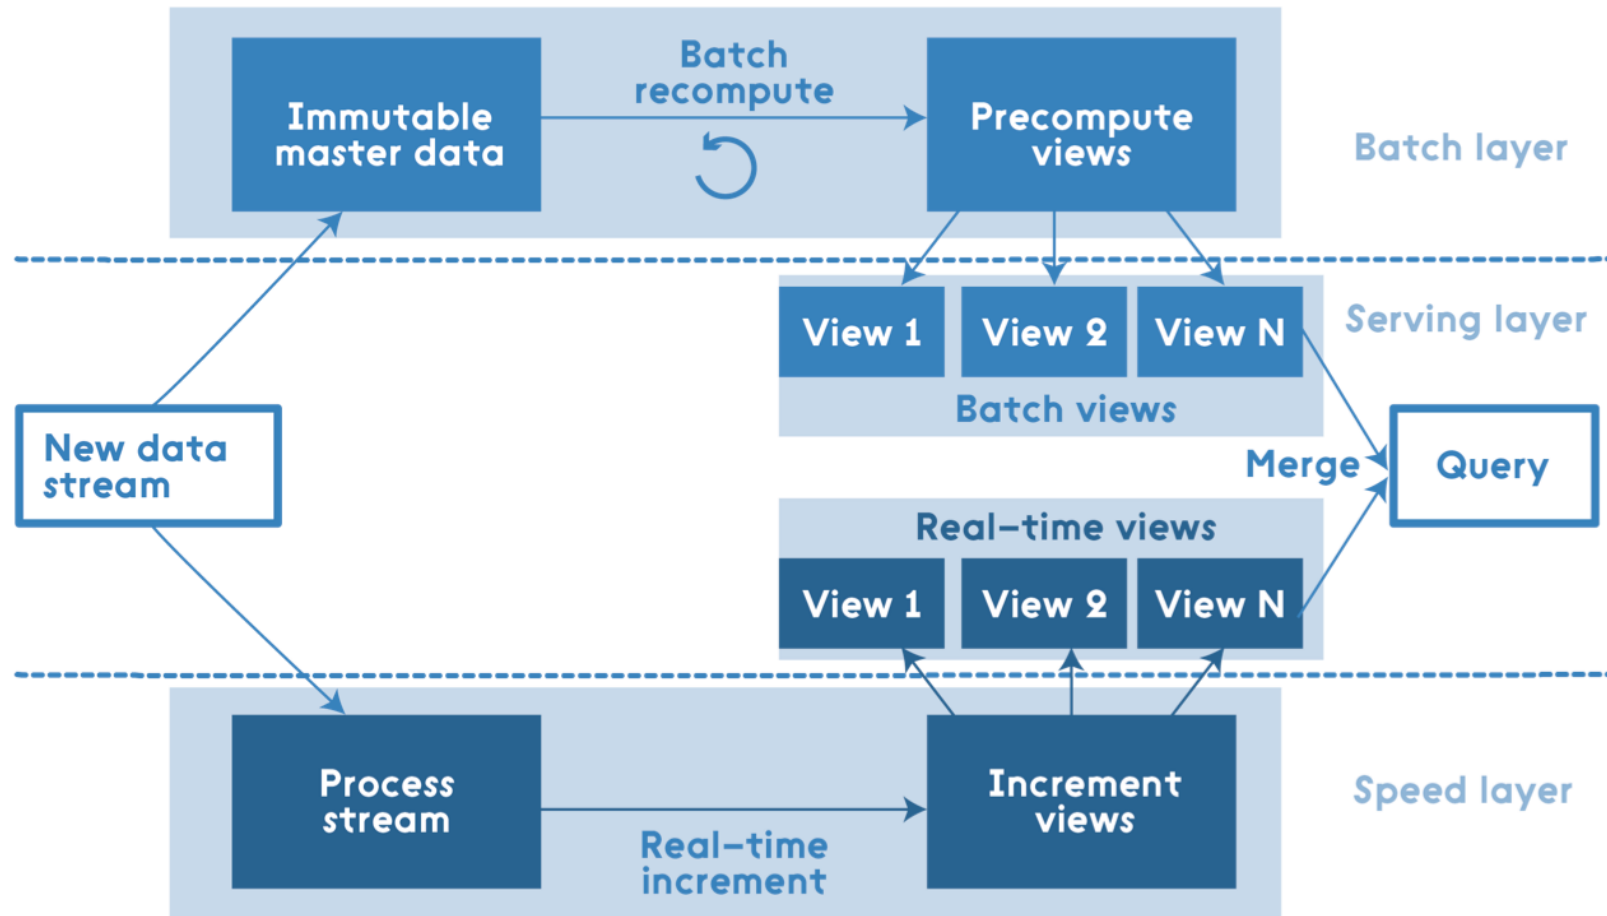 Batch
recompute
Immutable
master data
Precompute
views
Batch layer
View 1
View 2
View N
Serving layer
Batch views
New data
stream
Merge
Query
Real-time views
View 1
View 2
View N
Process
stream
Increment
views
Speed layer
Real-time
increment